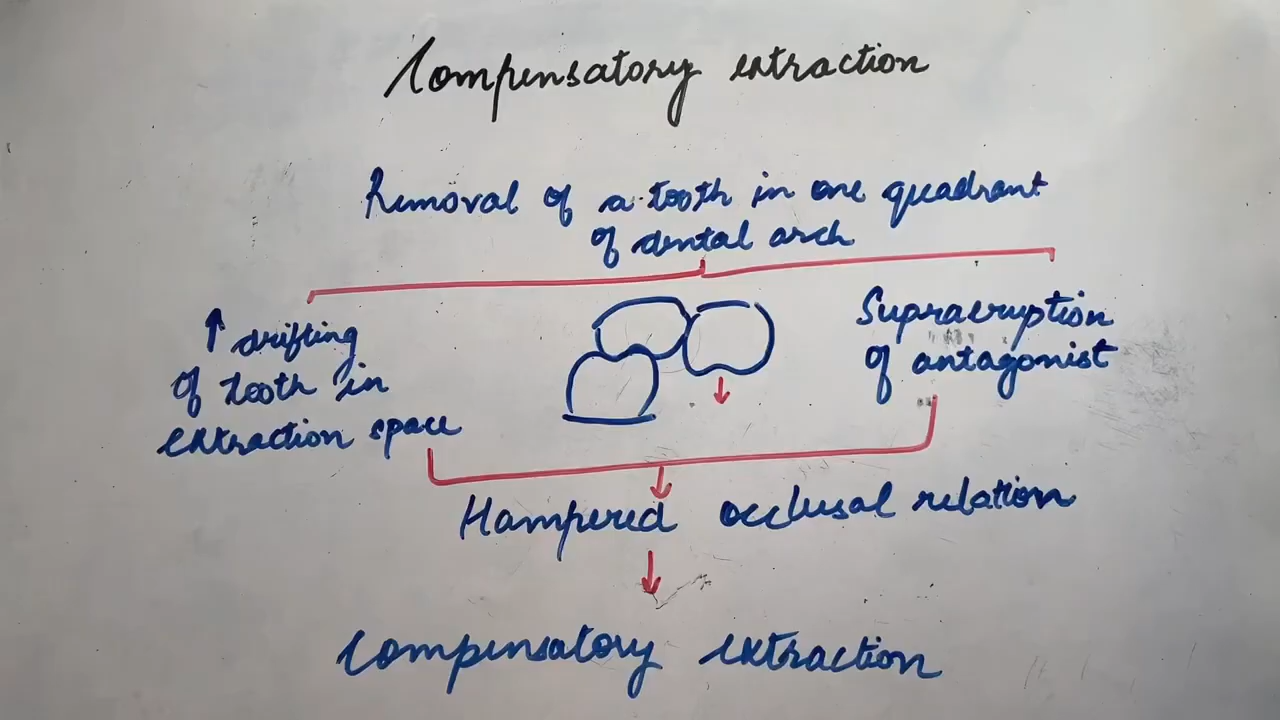 Compensatory extraction
Removal of a tooth in one quadrant
of dental arch
↑ drifting
of tooth in
extraction space
Supraeruption
of antagonist
Hampered occlusal relation
Compensatory extraction